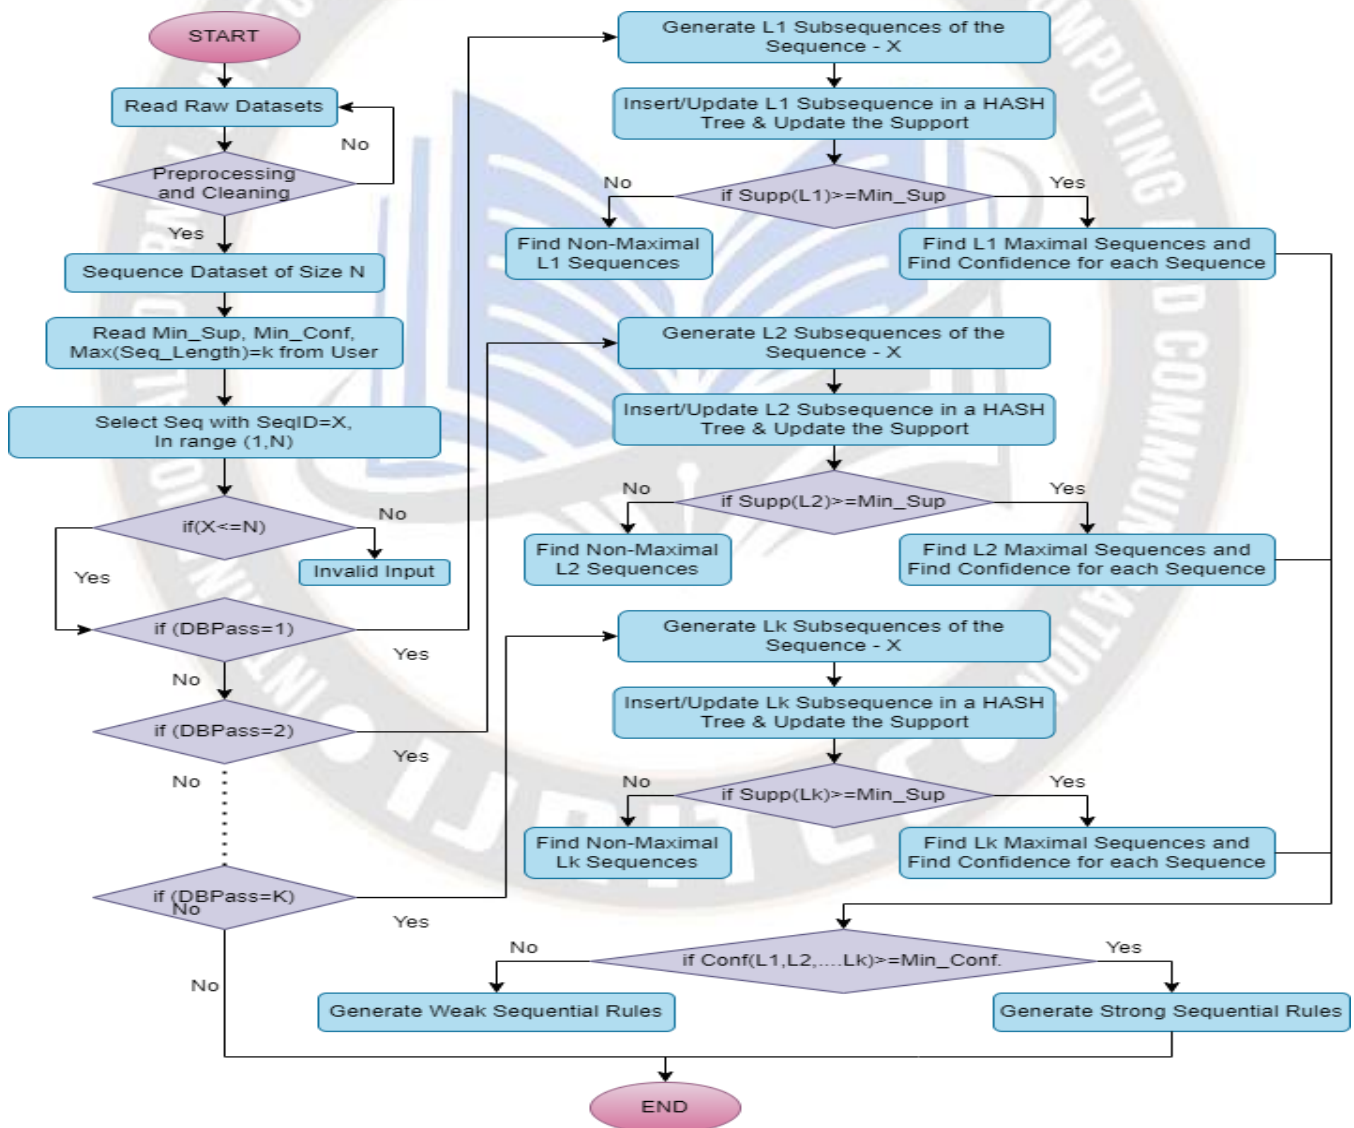 START
Read Raw Datasets
No
Preprocessing
and Cleaning
Yes
Sequence Dataset of Size N
Read Min_Sup, Min_Conf,
Max(Seq_Length)=k from User
Select Seq with SeqID=X,
In range (1,N)
if(X<=N)
No
Invalid Input
Yes
if (DBPass=1)
Yes
No
if (DBPass=2)
Yes
No
if (DBPass=K)
No
Yes
No
Generate L1 Subsequences of the
Sequence - X
Insert/Update L1 Subsequence in a HASH
Tree & Update the Support
if Supp(L1)>=Min_Sup
No
Yes
Find Non-Maximal
L1 Sequences
Find L1 Maximal Sequences and
Find Confidence for each Sequence
Generate L2 Subsequences of the
Sequence - X
Insert/Update L2 Subsequence in a HASH
Tree & Update the Support
if Supp(L2)>=Min_Sup
No
Yes
Find Non-Maximal
L2 Sequences
Find L2 Maximal Sequences and
Find Confidence for each Sequence
Generate Lk Subsequences of the
Sequence - X
Insert/Update Lk Subsequence in a HASH
Tree & Update the Support
if Supp(Lk)>=Min_Sup
No
Yes
Find Non-Maximal
Lk Sequences
Find Lk Maximal Sequences and
Find Confidence for each Sequence
if Conf(L1,L2,....Lk)>=Min_Conf.
No
Yes
Generate Weak Sequential Rules
Generate Strong Sequential Rules
END